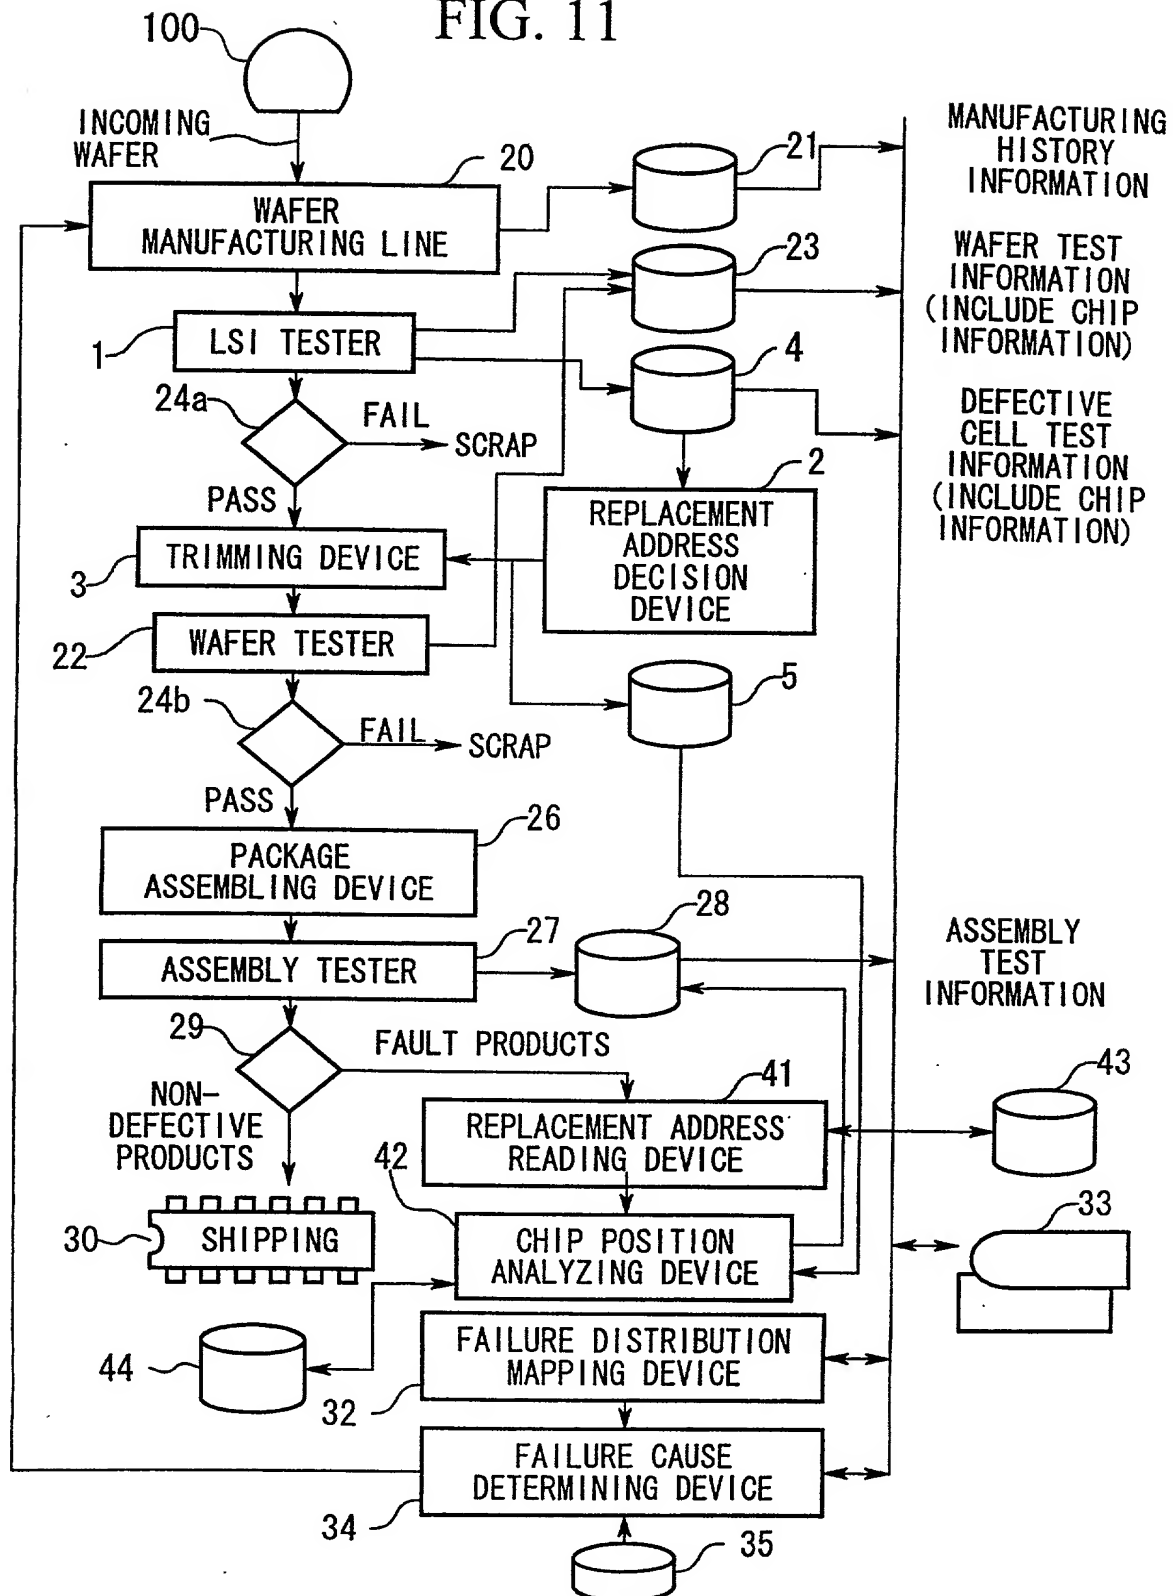 FIG. 11
100
INCOMING
WAFER
20
WAFER
MANUFACTURING LINE
21
MANUFACTURING
HISTORY
INFORMATION
23
WAFER TEST
INFORMATION
(INCLUDE CHIP
INFORMATION)
1
LSI TESTER
4
24a
FAIL
SCRAP
DEFECTIVE
CELL TEST
INFORMATION
(INCLUDE CHIP
INFORMATION)
PASS
2
REPLACEMENT
ADDRESS
DECISION
DEVICE
3
TRIMMING DEVICE
22
WAFER TESTER
5
24b
FAIL
SCRAP
PASS
26
PACKAGE
ASSEMBLING DEVICE
27
ASSEMBLY TESTER
28
ASSEMBLY
TEST
INFORMATION
29
FAULT PRODUCTS
NON-
DEFECTIVE
PRODUCTS
41
REPLACEMENT ADDRESS
READING DEVICE
43
42
30
SHIPPING
CHIP POSITION
ANALYZING DEVICE
33
44
FAILURE DISTRIBUTION
MAPPING DEVICE
32
FAILURE CAUSE
DETERMINING DEVICE
34
35